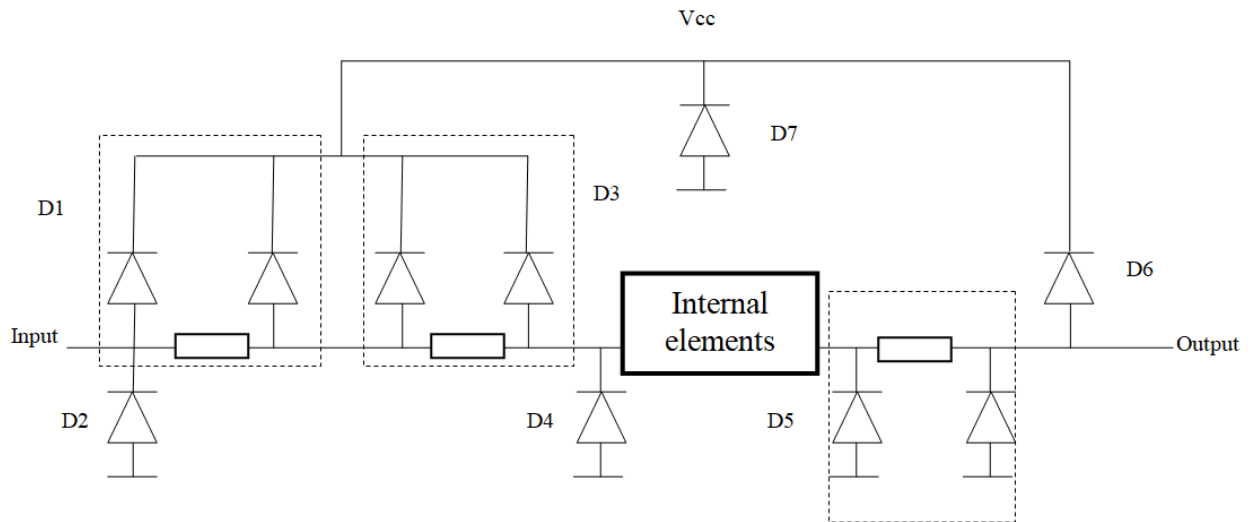 Vcc
D7
D1
D3
D6
Internal
elements
Input
Output
D2
D4
D5